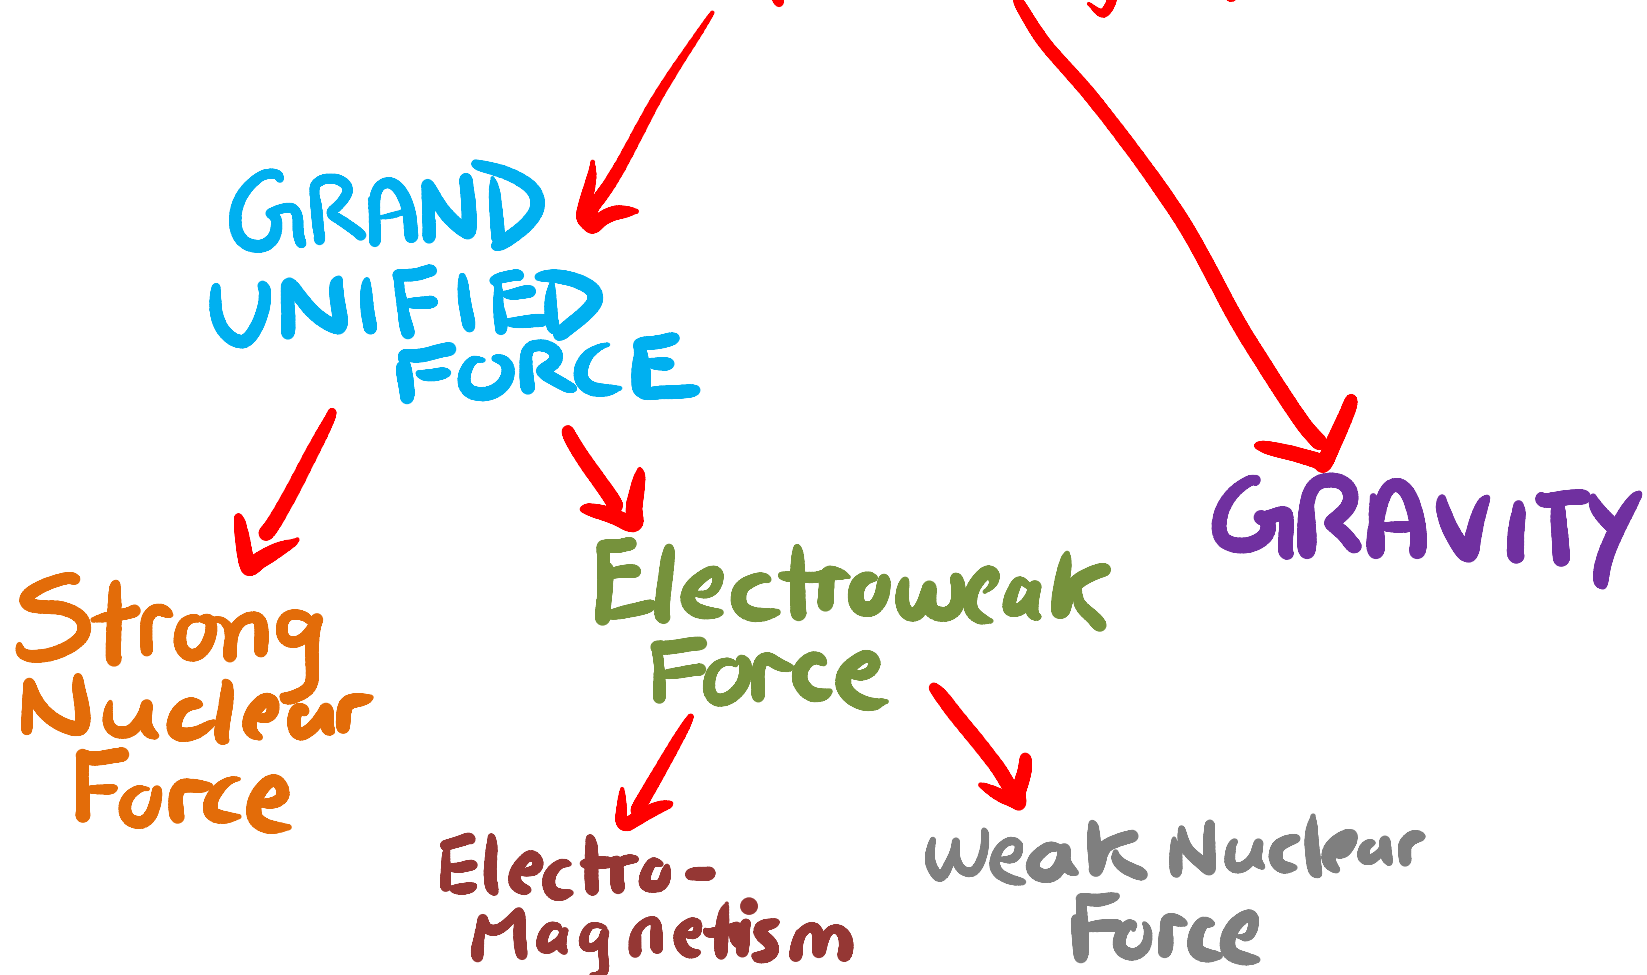 GRAND
UNIFIED
FORCE
GRAVITY
Strong
Nuclear
Force
Electroweak
Force
Electro-
Magnetism
Weak Nuclear
Force